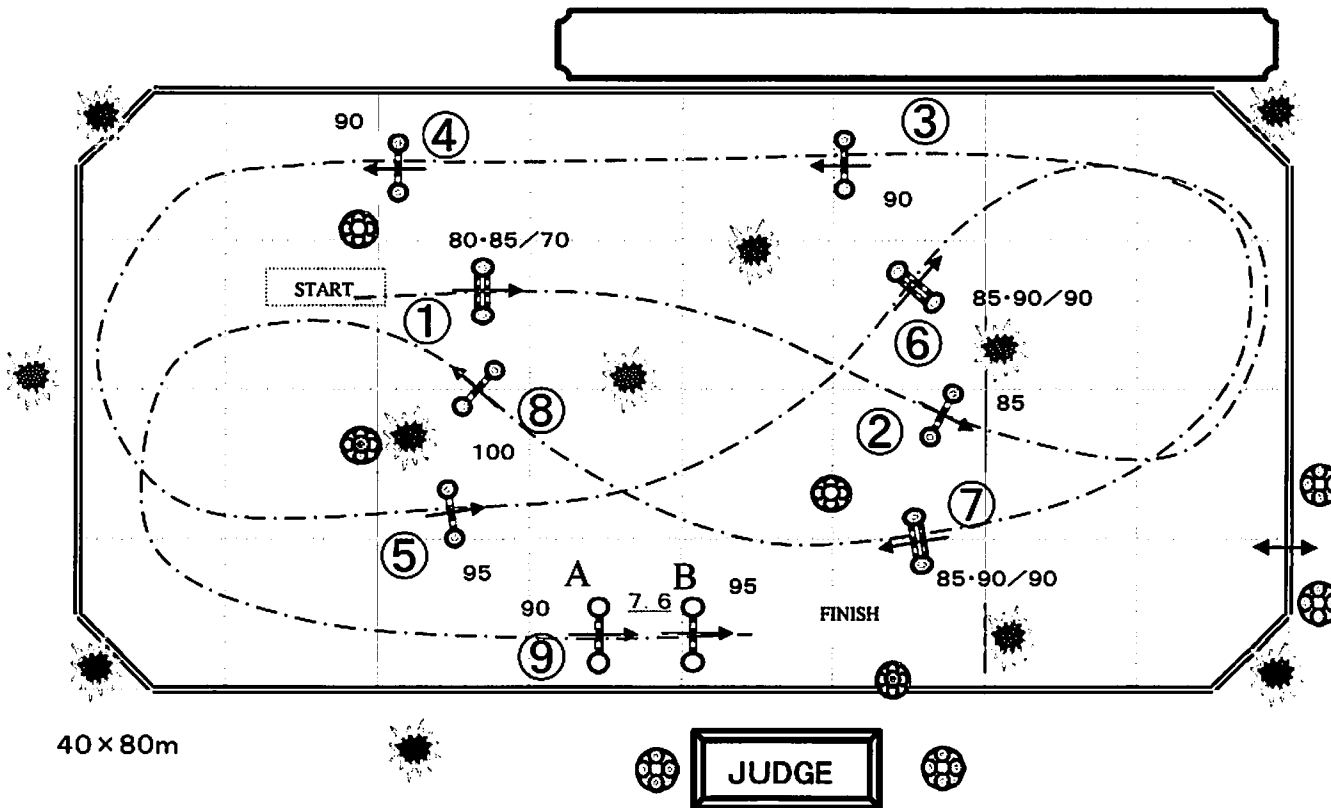 90 ④ ③
90
80・85/70
START
①
85・90/90
⑥
⑧
② 85
100
⑦
⑤ 95
85・90/90
A 7.6 B 95
90
FINISH
⑨
40×80m
JUDGE